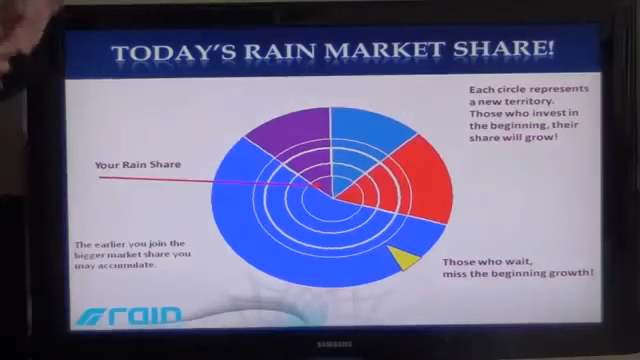 TODAY'S RAIN MARKET SHARE!
Each circle represents
a new territory.
Those who invest in
the beginning, their
share will grow!
Your Rain Share
The earlier you join the
bigger market share you
may accumulate.
Those who wait,
miss the beginning growth!
rain
SAMSUNG